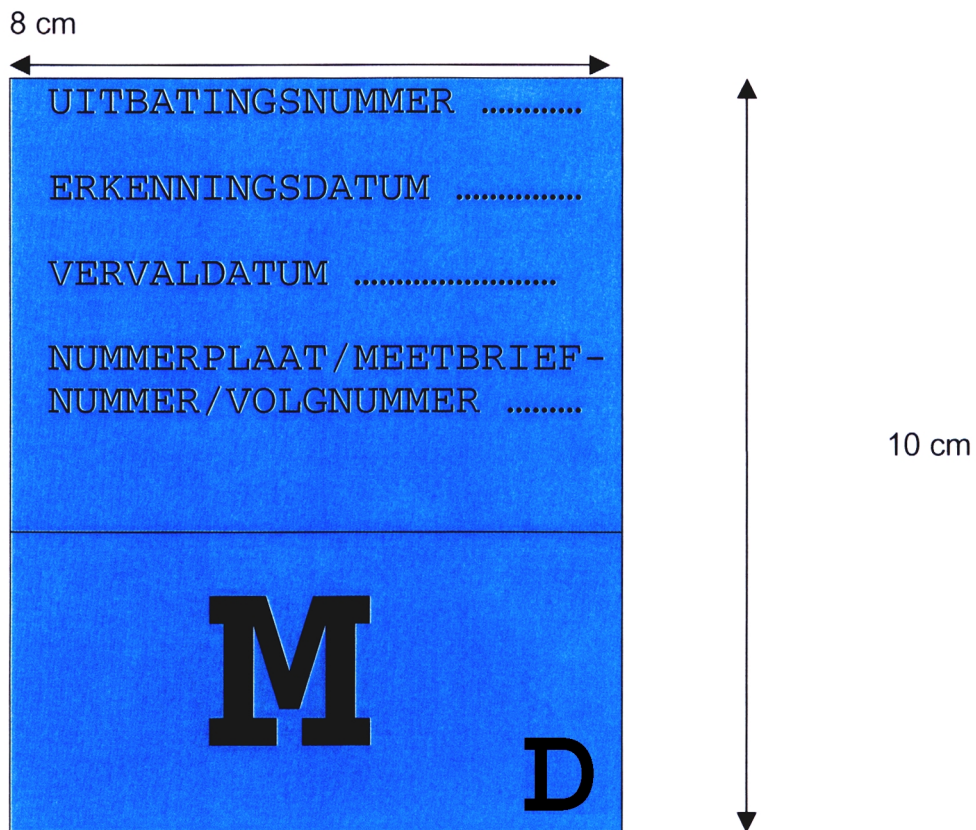 8 cm
UITBATINGSNUMMER ............
ERKENNINGSDATUM ...............
VERVALDATUM ........................
NUMMERPLAAT/MEETBRIEF-
NUMMER/VOLGNUMMER .........
10 cm
M
D